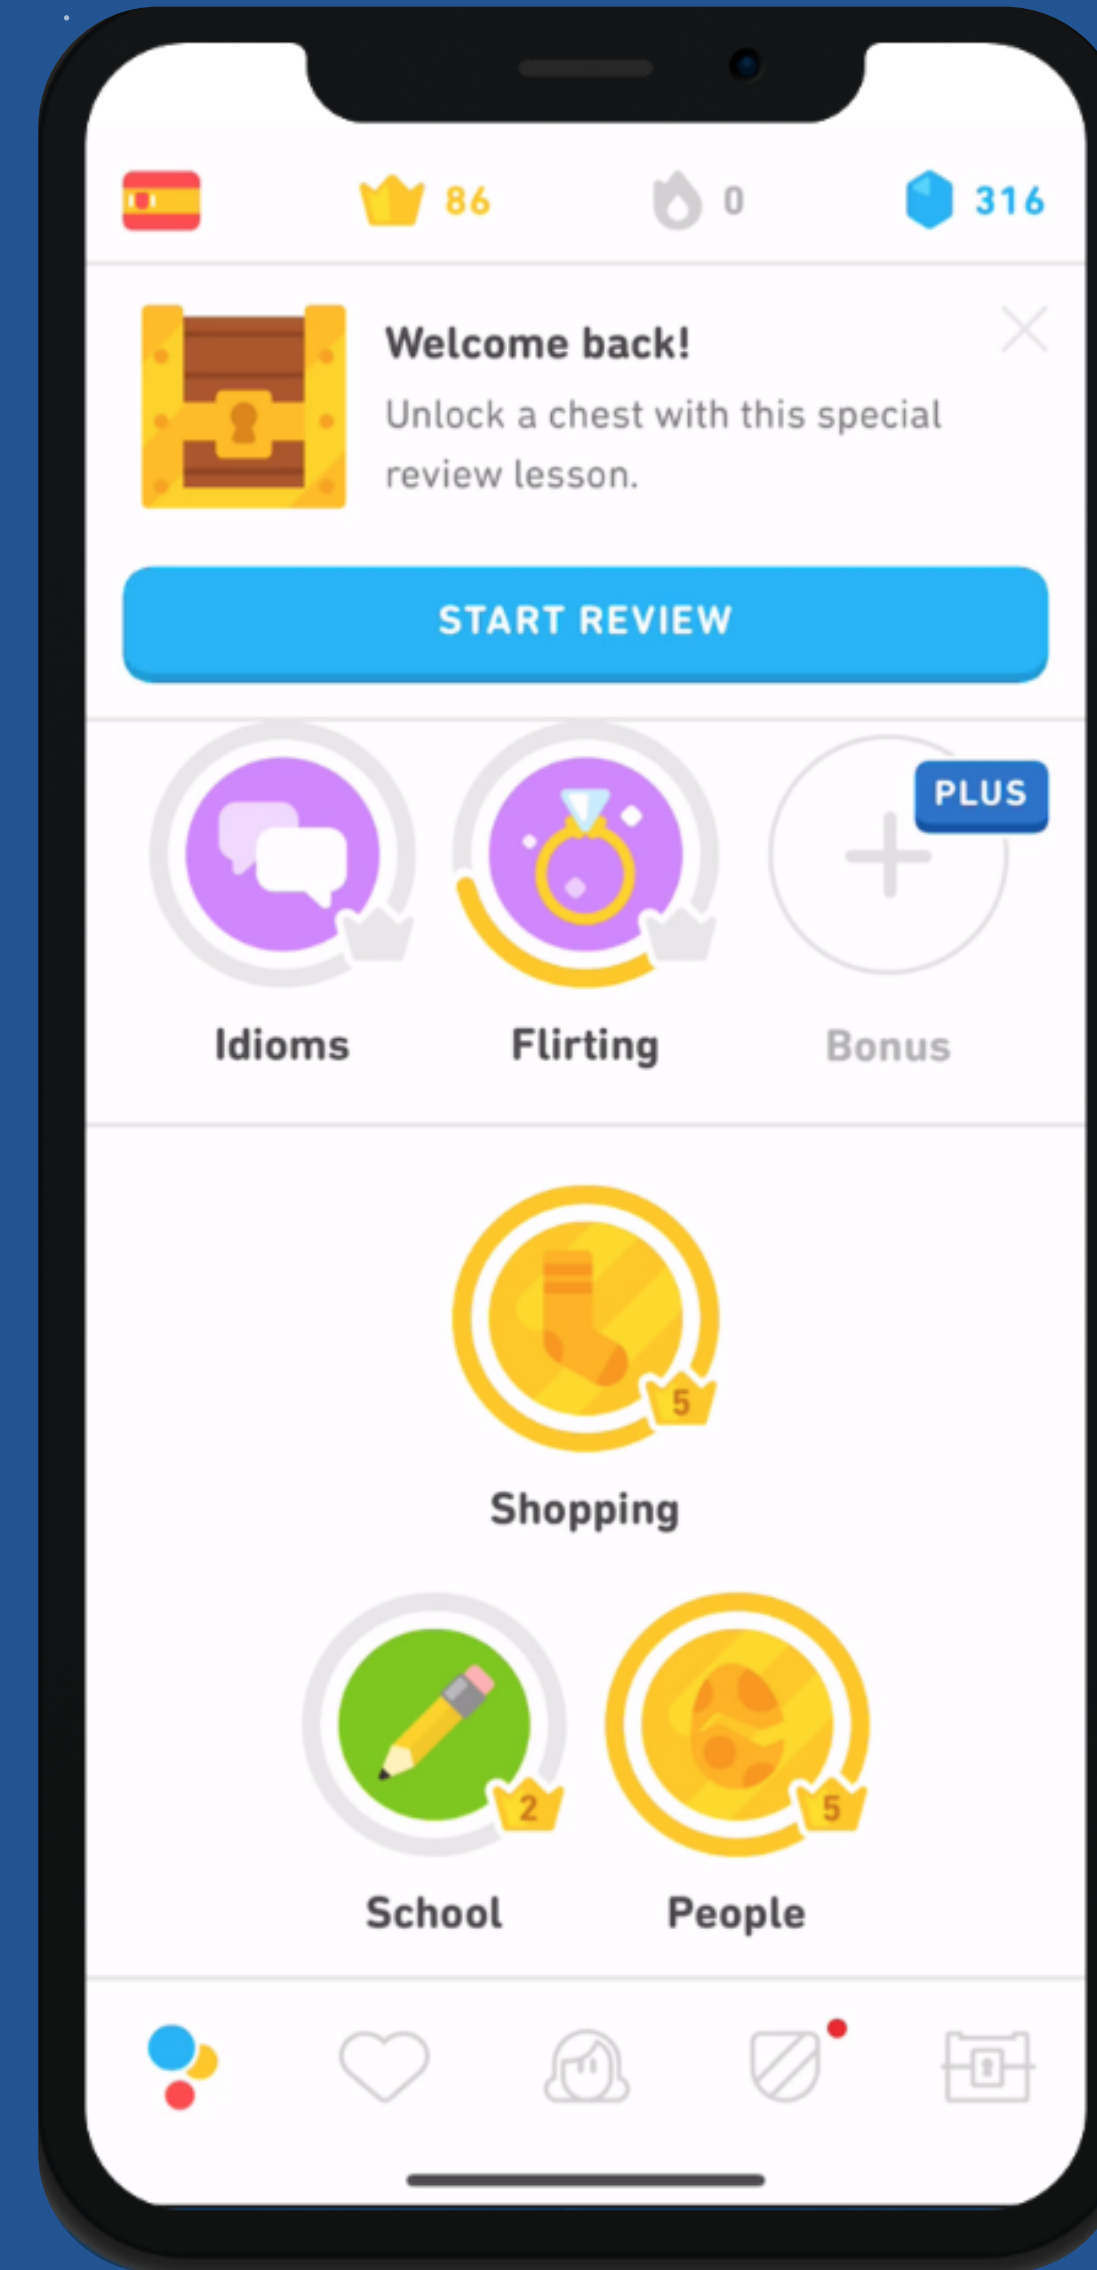 86
0
316
Welcome back!
Unlock a chest with this special
review lesson.
START REVIEW
PLUS
Idioms
Flirting
Bonus
5
Shopping
2
5
School
People